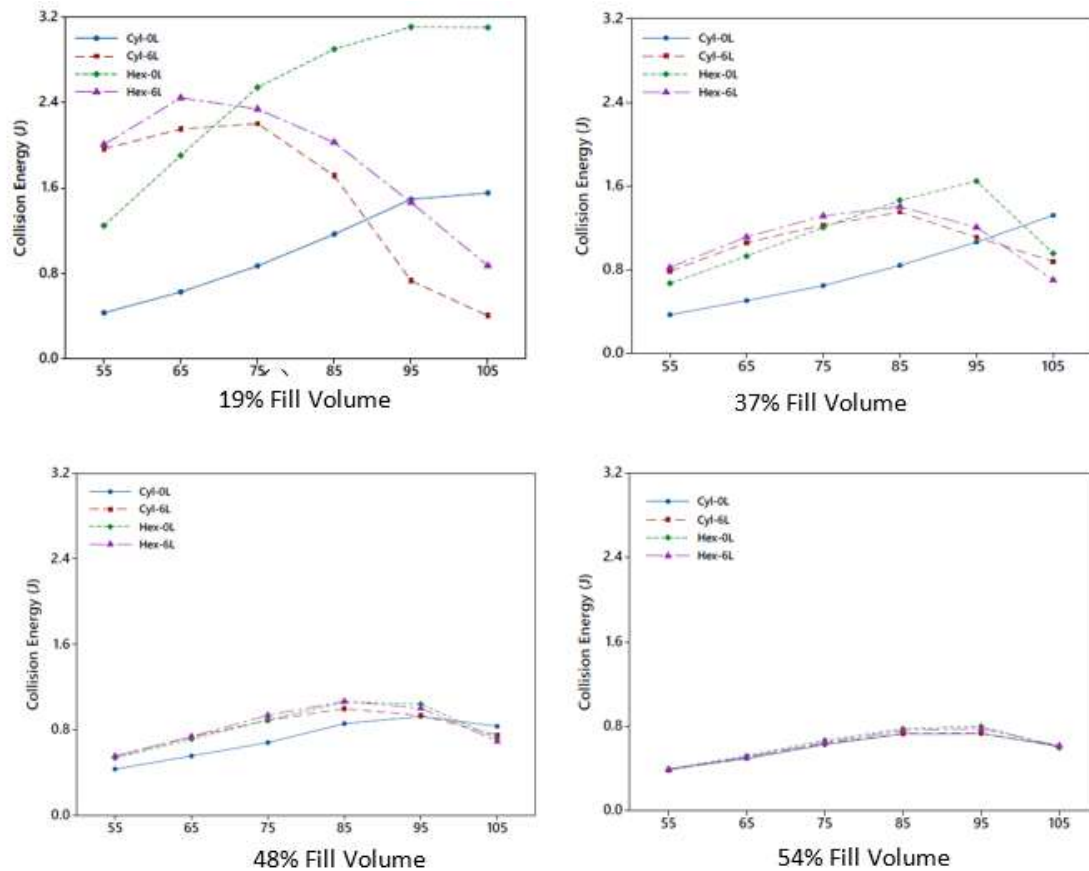 3.2
2.4
1.6
0.8
0.0
Collision Energy (J)
Cyl-0L
Cyl-6L
Hex-0L
Hex-6L
55 65 75 85 95 105
19% Fill Volume
3.2
2.4
1.6
0.8
0.0
Collision Energy (J)
Cyl-0L
Cyl-6L
Hex-0L
Hex-6L
55 65 75 85 95 105
37% Fill Volume
3.2
2.4
1.6
0.8
0.0
Collision Energy (J)
Cyl-0L
Cyl-6L
Hex-0L
Hex-6L
55 65 75 85 95 105
48% Fill Volume
3.2
2.4
1.6
0.8
0.0
Collision Energy (J)
Cyl-0L
Cyl-6L
Hex-0L
Hex-6L
55 65 75 85 95 105
54% Fill Volume